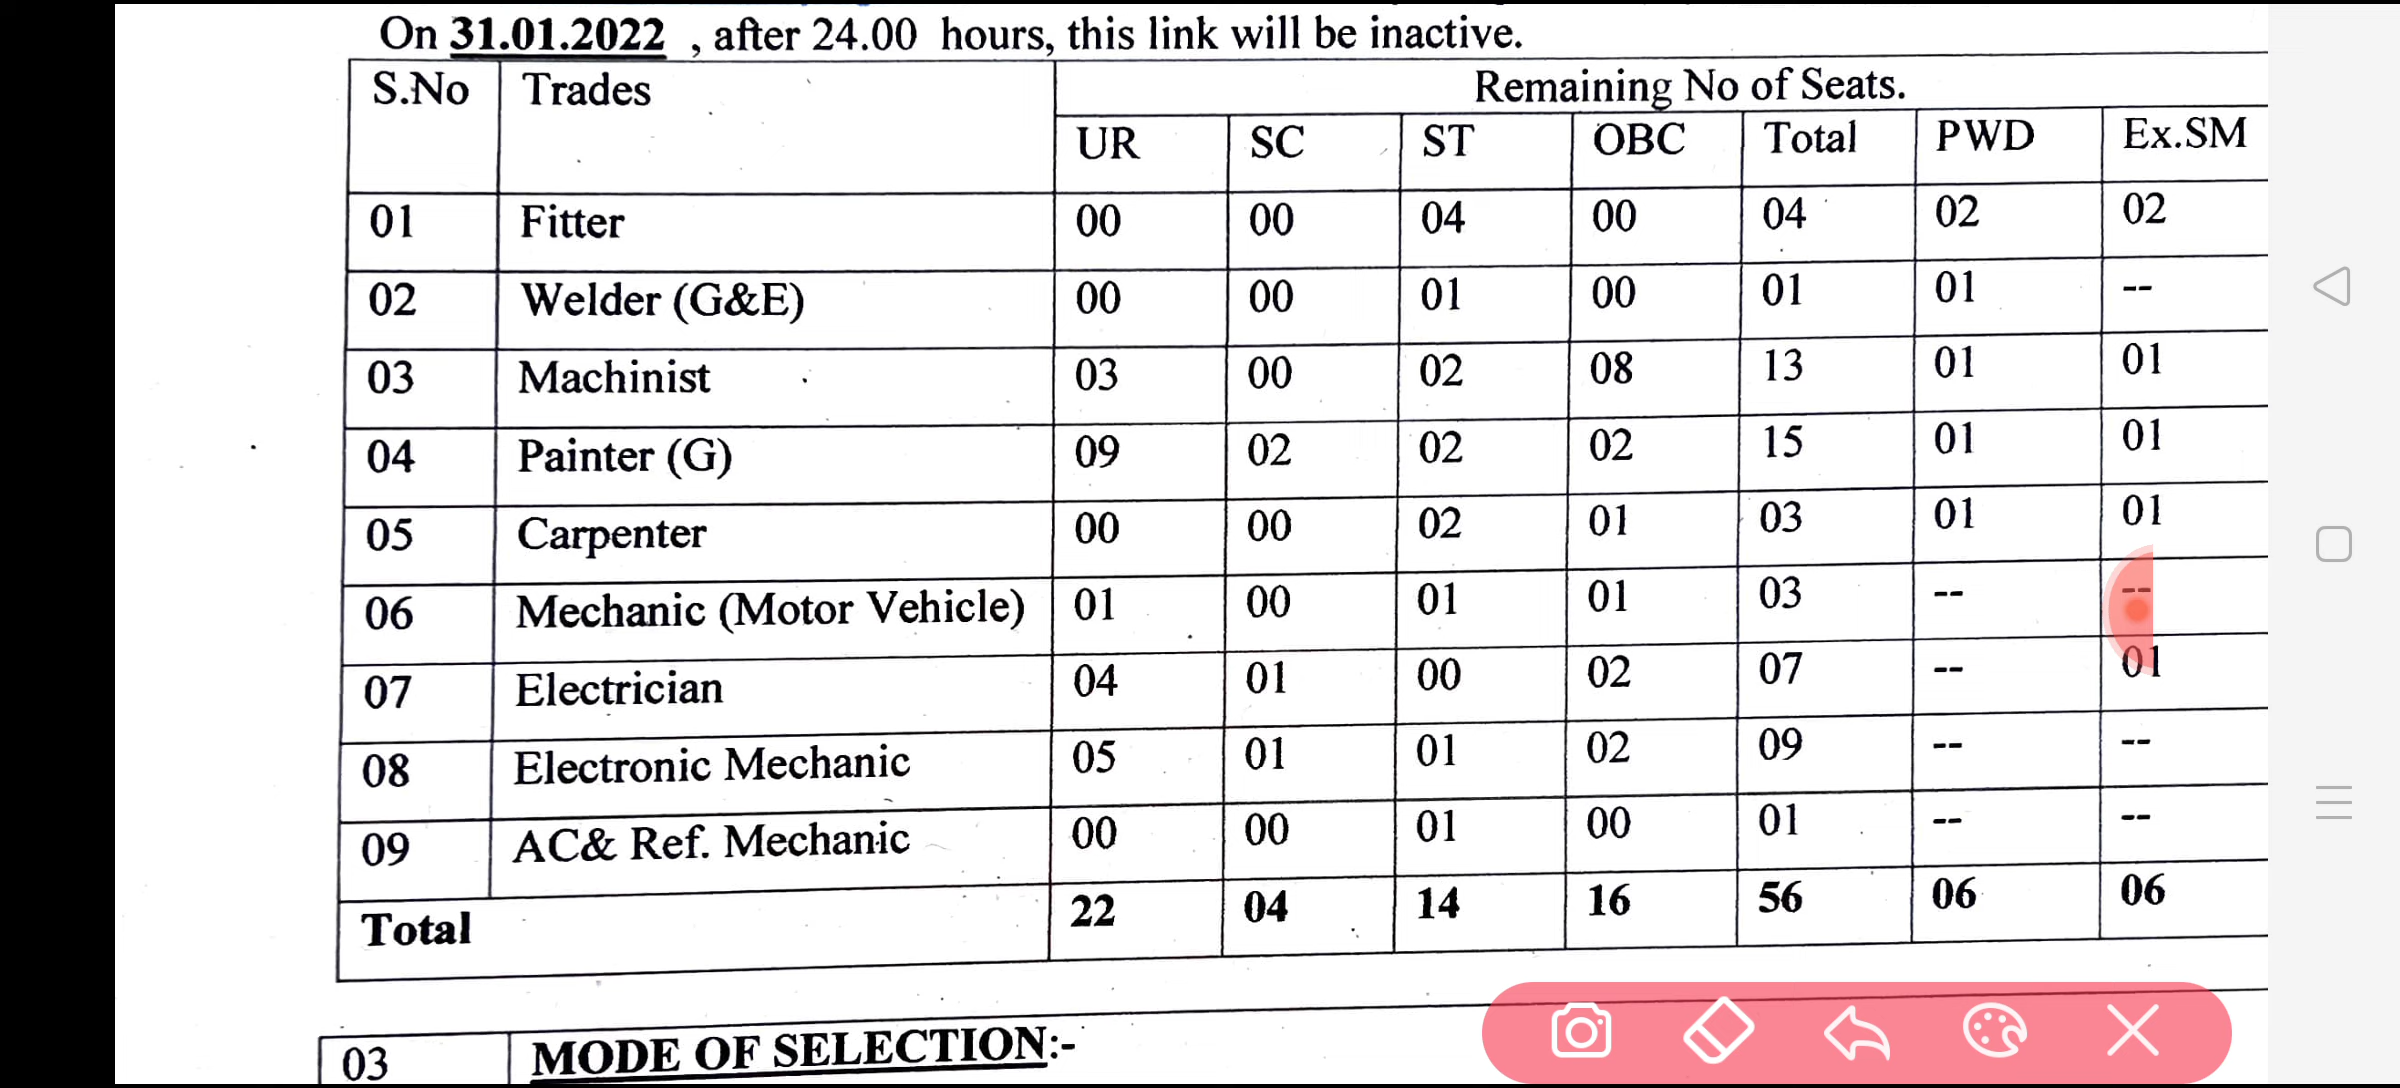 On 31.01.2022 , after 24.00 hours, this link will be inactive.
S.No Trades Remaining No of Seats.
UR SC ST OBC Total PWD Ex.SM
01 Fitter 00 00 04 00 04 02 02
02 Welder (G&E) 00 00 01 00 01 01 --
03 Machinist 03 00 02 08 13 01 01
04 Painter (G) 09 02 02 02 15 01 01
05 Carpenter 00 00 02 01 03 01 01
06 Mechanic (Motor Vehicle) 01 00 01 01 03 -- --
07 Electrician 04 01 00 02 07 -- 01
08 Electronic Mechanic 05 01 01 02 09 -- --
09 AC& Ref. Mechanic 00 00 01 00 01 -- --
Total 22 04 14 16 56 06 06
03 MODE OF SELECTION:-